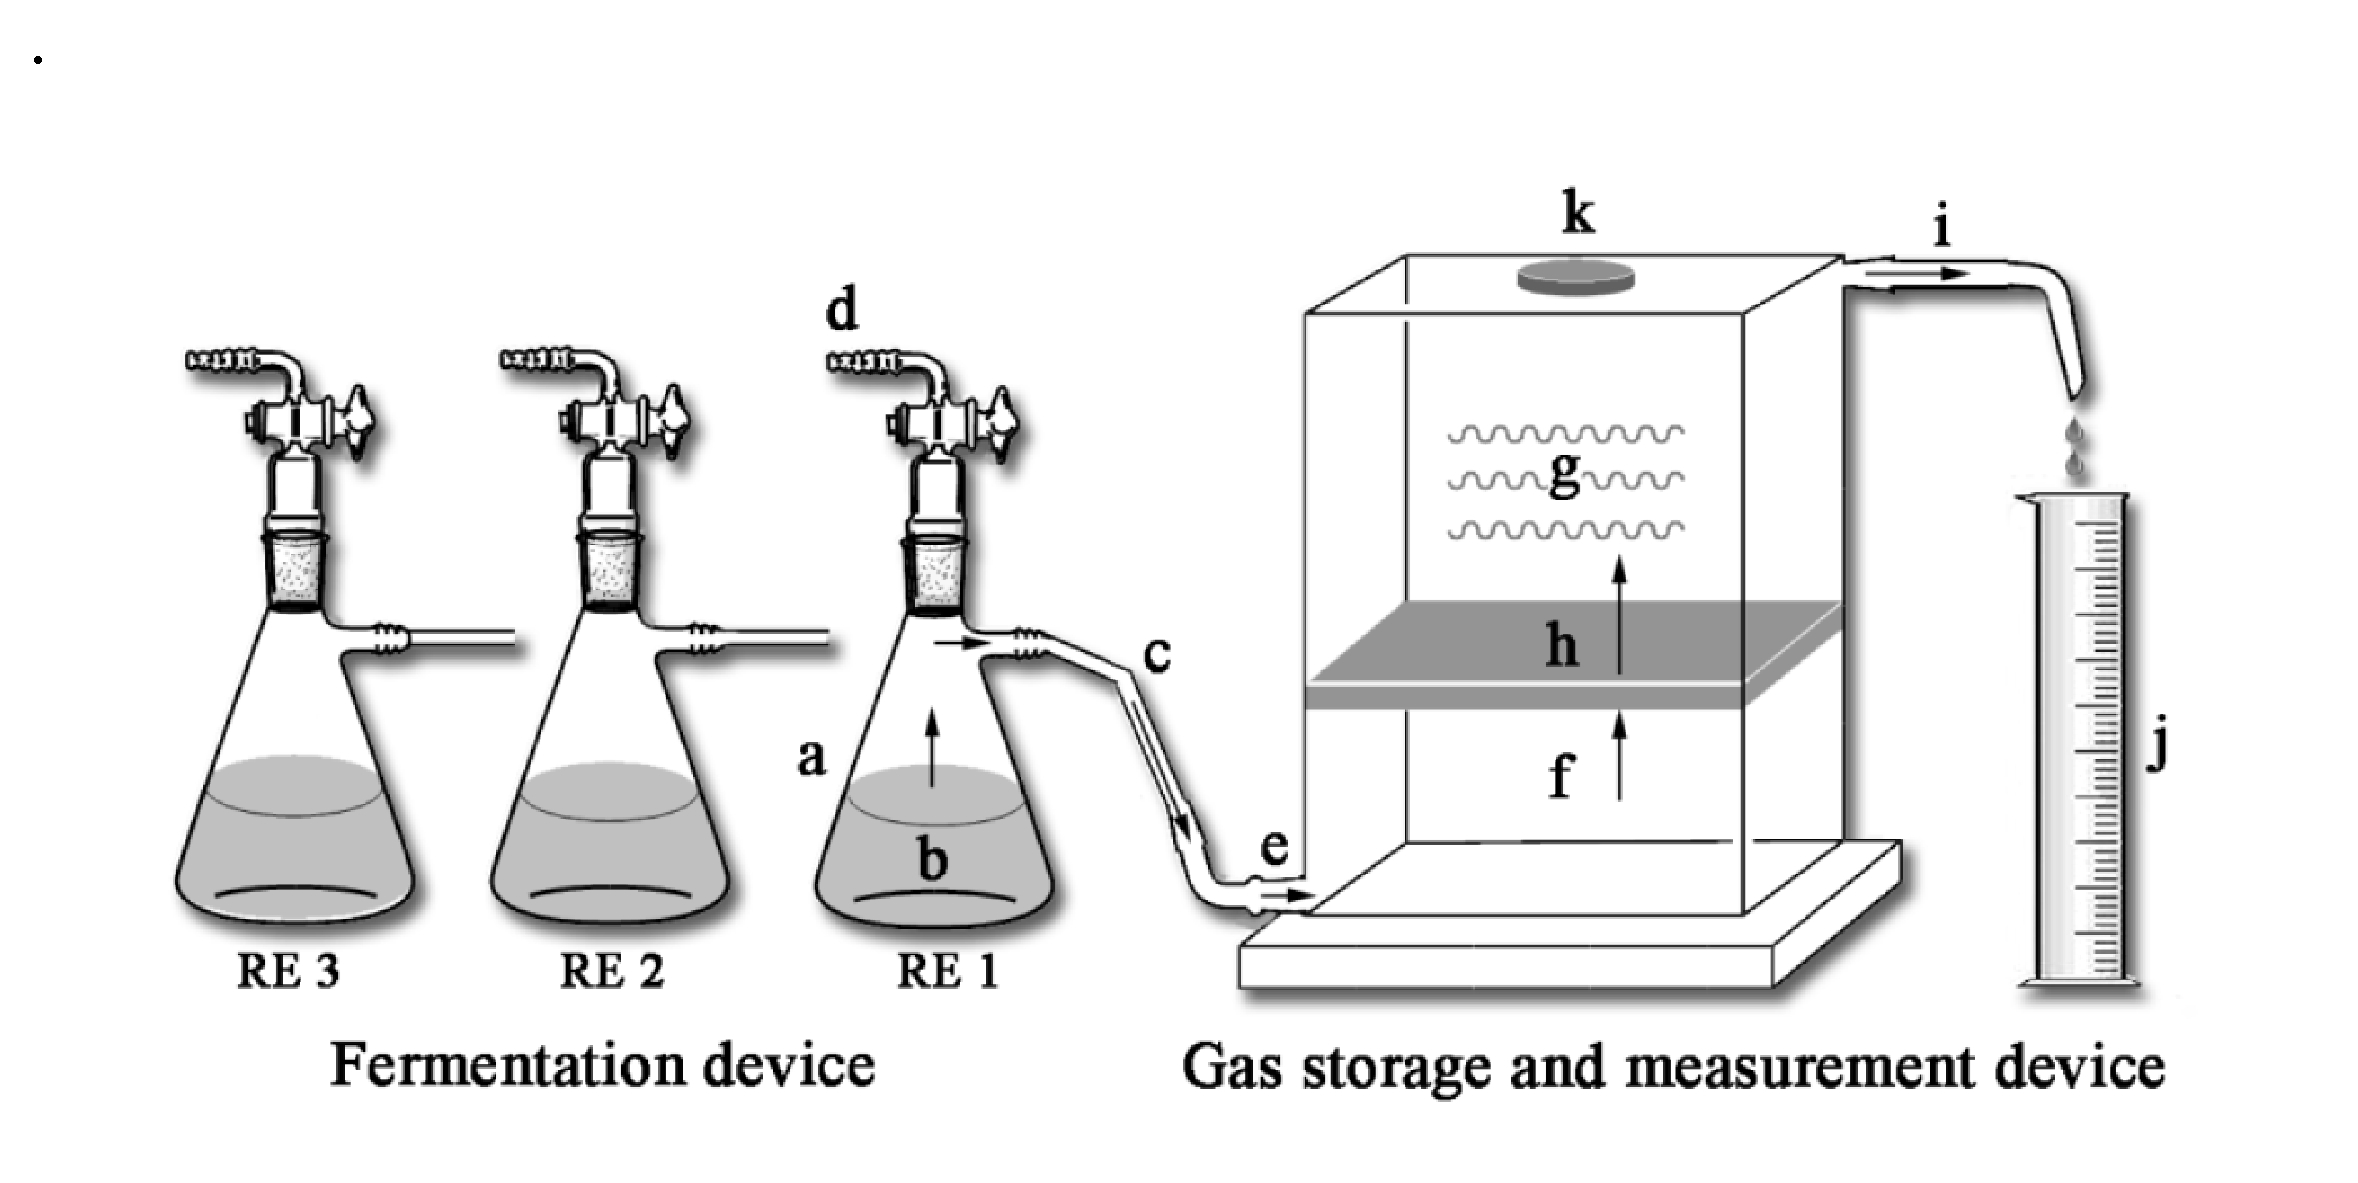 k
i
d
g
h
c
a
j
f
e
b
RE 3 RE 2 RE 1
Fermentation device Gas storage and measurement device